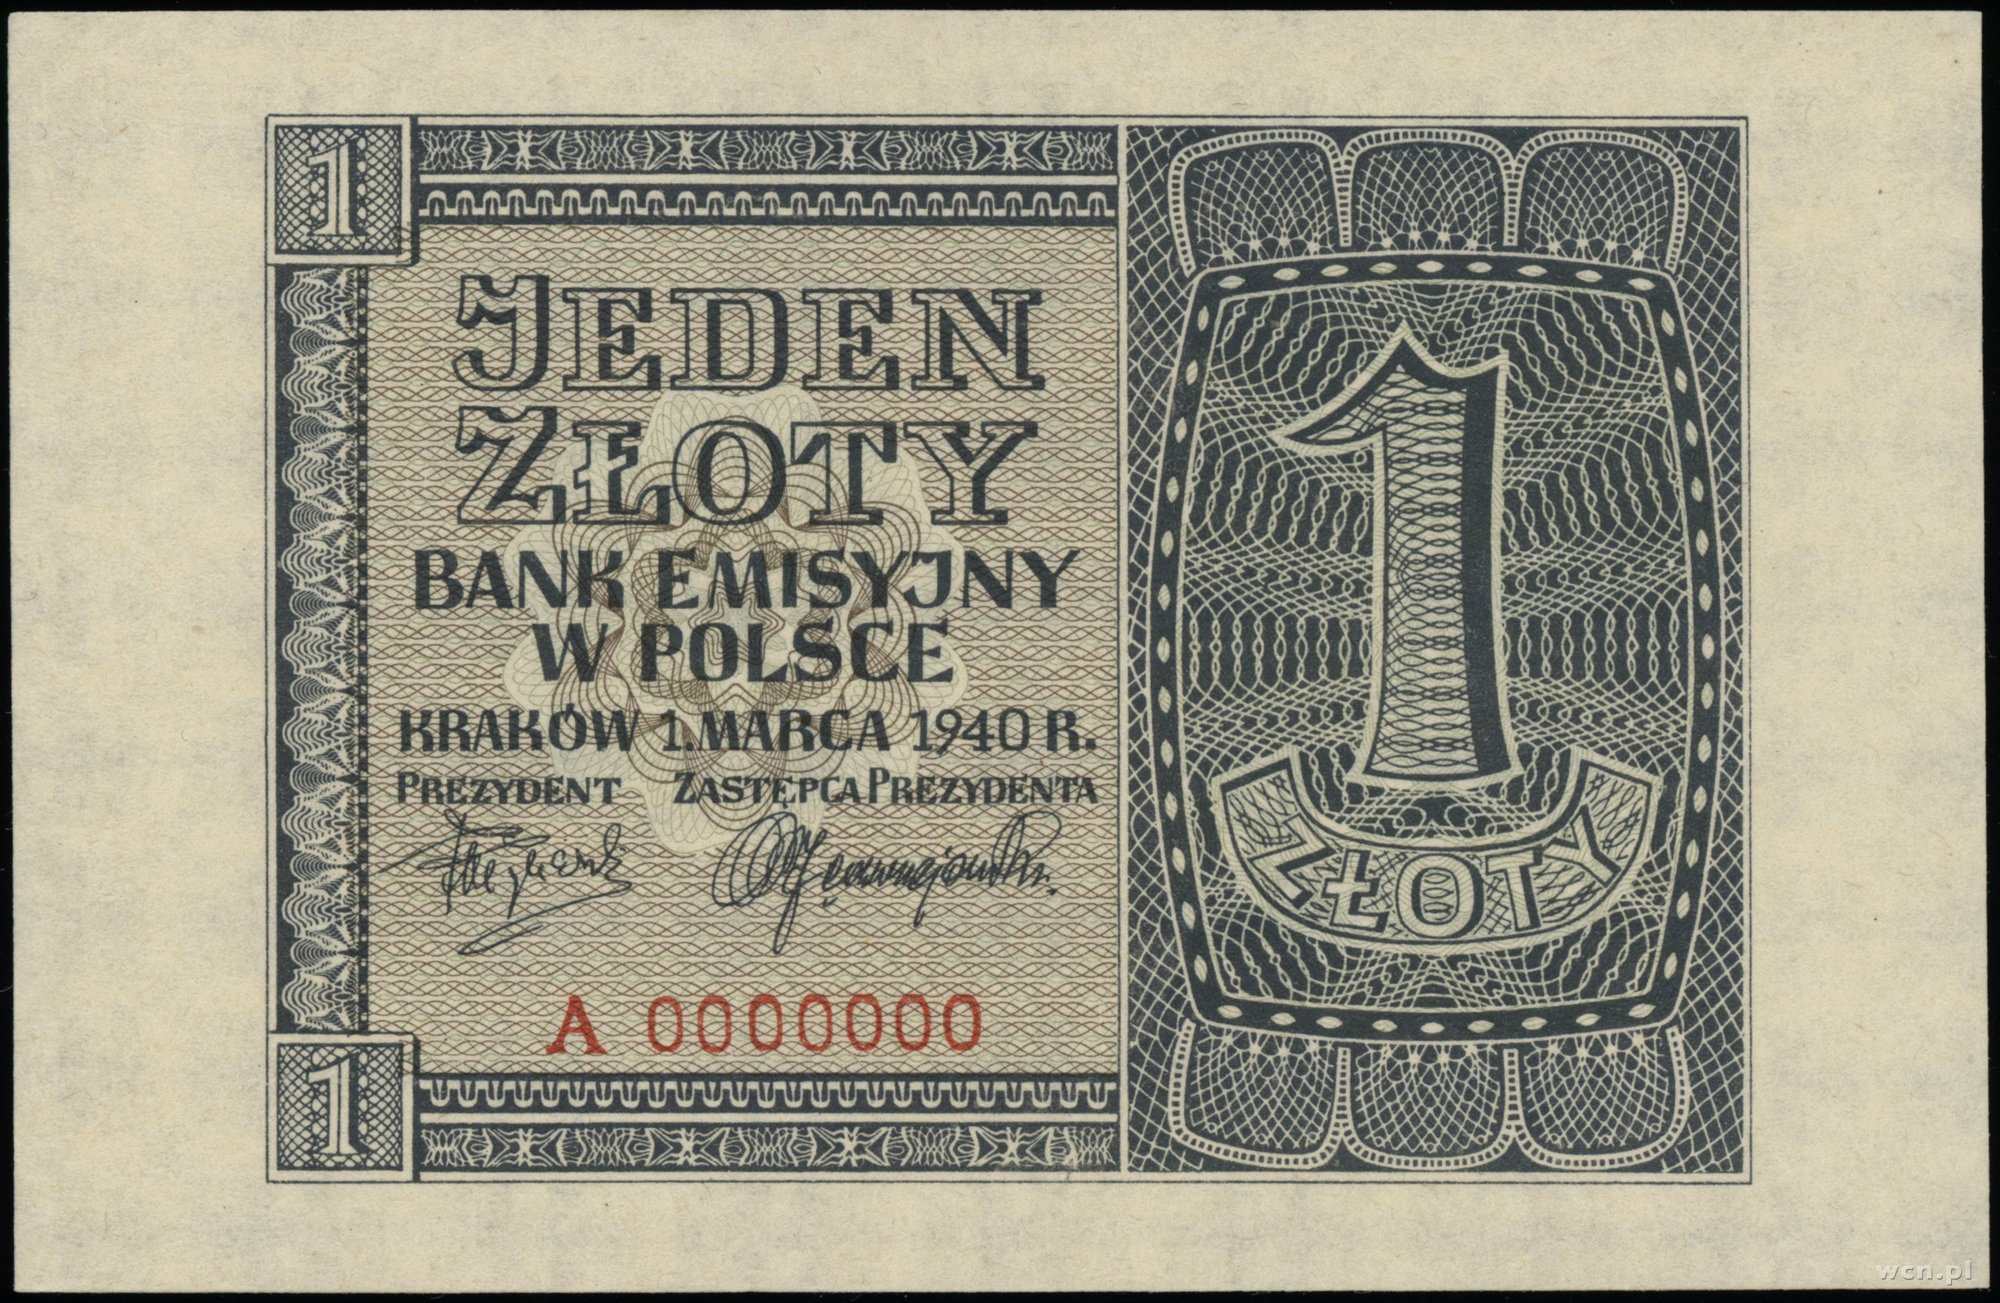 1
JEDEN
ZŁOTY
BANK EMISYJNY
W POLSCE
KRAKÓW 1. MARCA 1940 R.
PREZYDENT ZASTĘPCA PREZYDENTA
A 0000000
1
1
ZŁOTY
wcn.pl